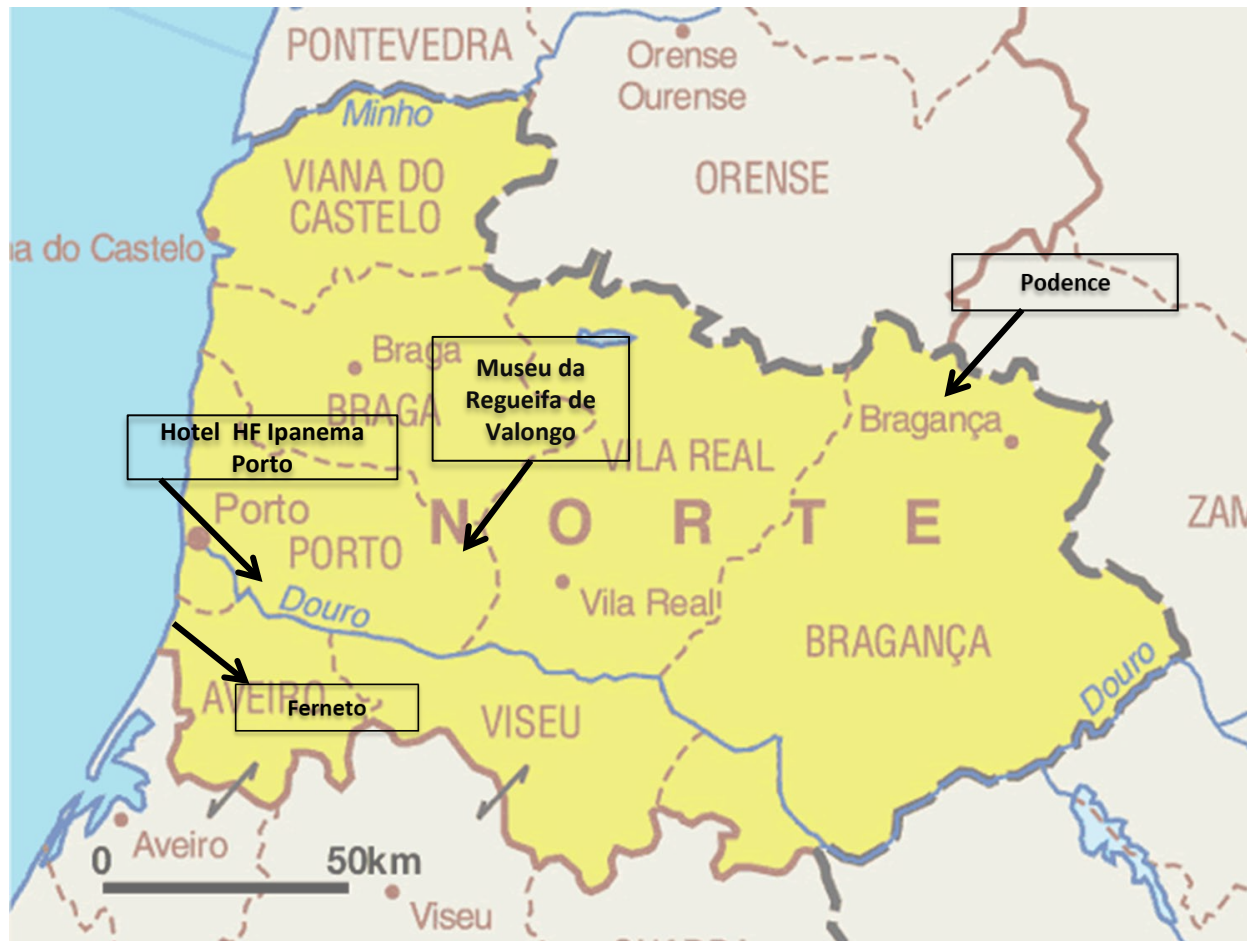 PONTEVEDRA
Orense
Ourense
Minho
VIANA DO
CASTELO
ORENSE
a do Castelo
Podence
Braga
Museu da
Regueifa de
Valongo
BRAGA
Bragança
Hotel HF Ipanema
Porto
VILA REAL
Porto
NORTE
ZAM
PORTO
Vila Real
Douro
BRAGANÇA
Douro
AVEIRO
Ferneto
VISEU
Aveiro
0
50km
Viseu